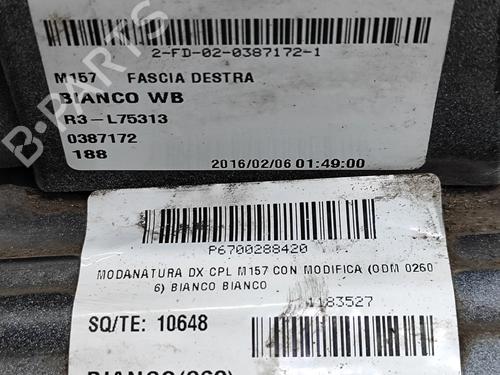 2-FD-02-0387172-1
M157 FASCIA DESTRA
BIANCO WB
R3-L75313
0387172
188
2016/02/06 01:49:00
P6700288420
MODANATURA DX CPL M157 CON MODIFICA (ODM 0260
6) BIANCO BIANCO
1183527
SQ/TE: 10648